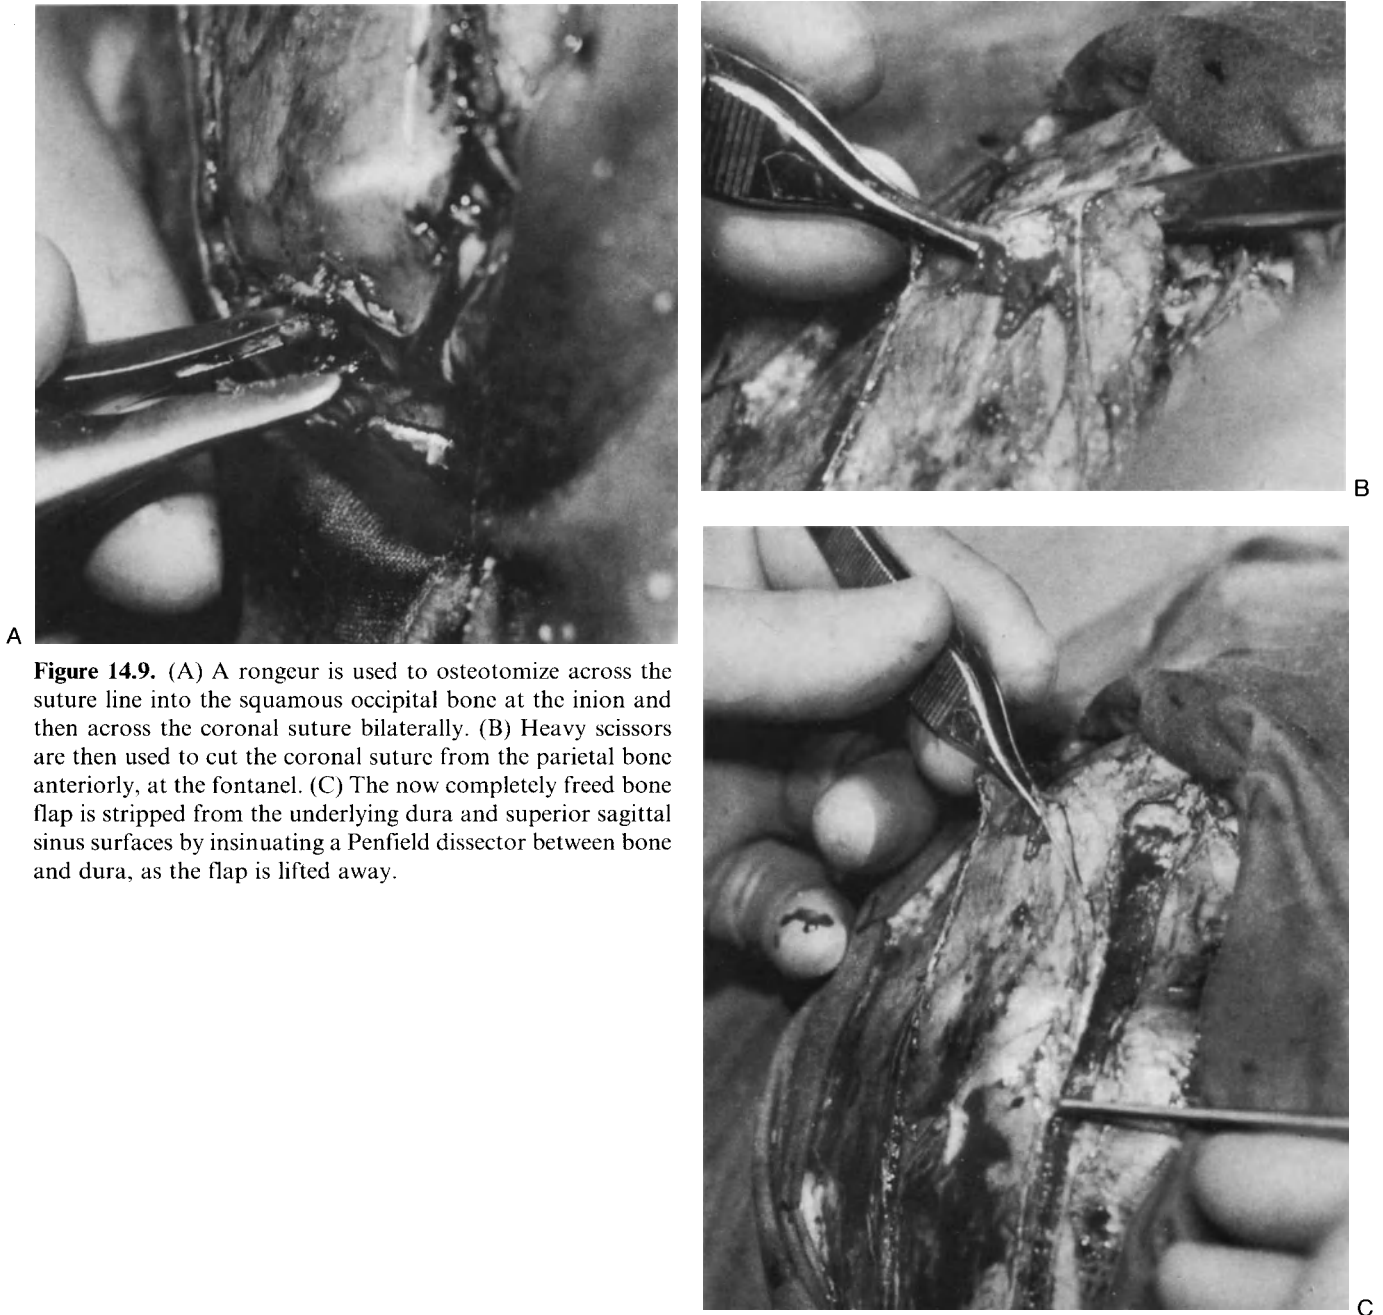 A
B
Figure 14.9. (A) A rongeur is used to osteotomize across the
suture line into the squamous occipital bone at the inion and
then across the coronal suture bilaterally. (B) Heavy scissors
are then used to cut the coronal suture from the parietal bone
anteriorly, at the fontanel. (C) The now completely freed bone
flap is stripped from the underlying dura and superior sagittal
sinus surfaces by insinuating a Penfield dissector between bone
and dura, as the flap is lifted away.
C